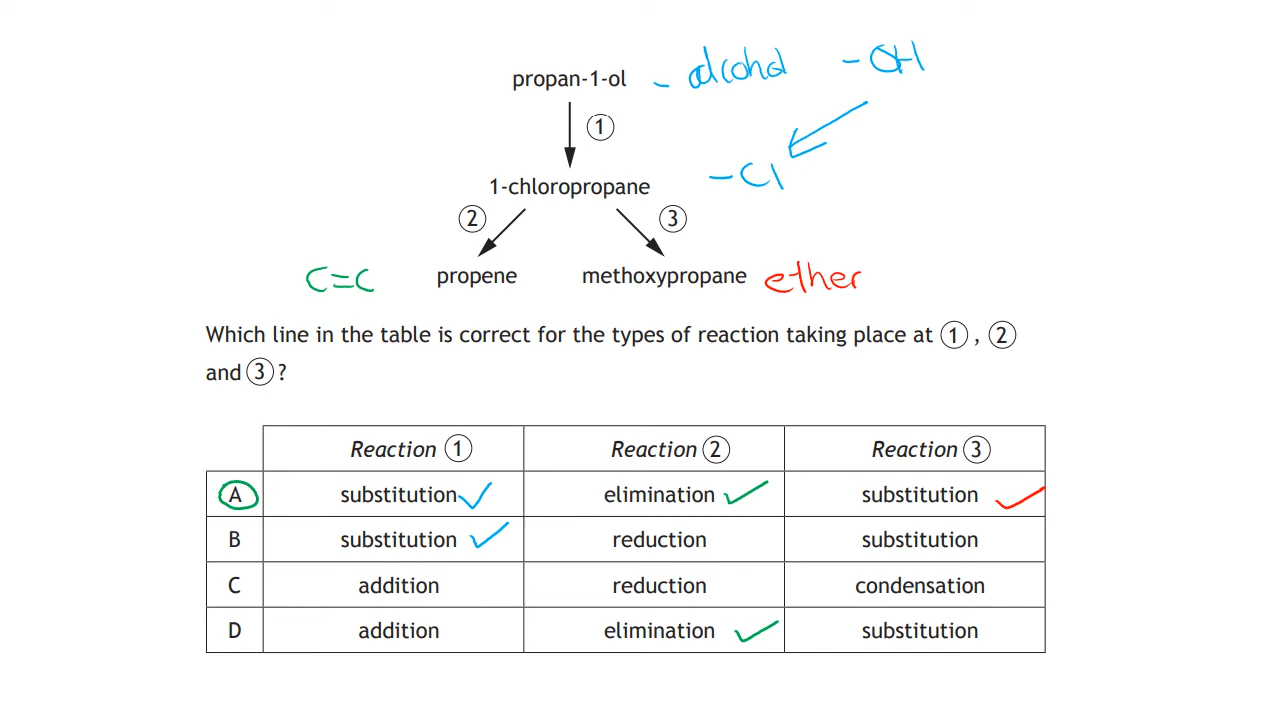 propan-1-ol - alcohol - OH
①
1-chloropropane - Cl
② ③
C=C propene methoxypropane ether
Which line in the table is correct for the types of reaction taking place at ①, ②
and ③?
Reaction ① Reaction ② Reaction ③
A substitution ✓ elimination ✓ substitution ✓
B substitution ✓ reduction substitution
C addition reduction condensation
D addition elimination ✓ substitution